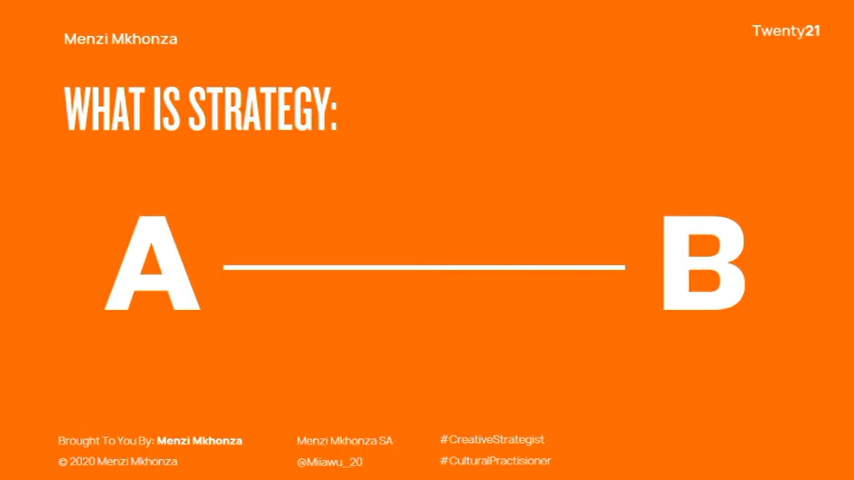 Menzi Mkhonza
Twenty21
WHAT IS STRATEGY:
A B
Brought To You By: Menzi Mkhonza
Menzi Mkhonza SA
#CreativeStrategist
© 2020 Menzi Mkhonza
@Miiawu_20
#CulturalPractisioner